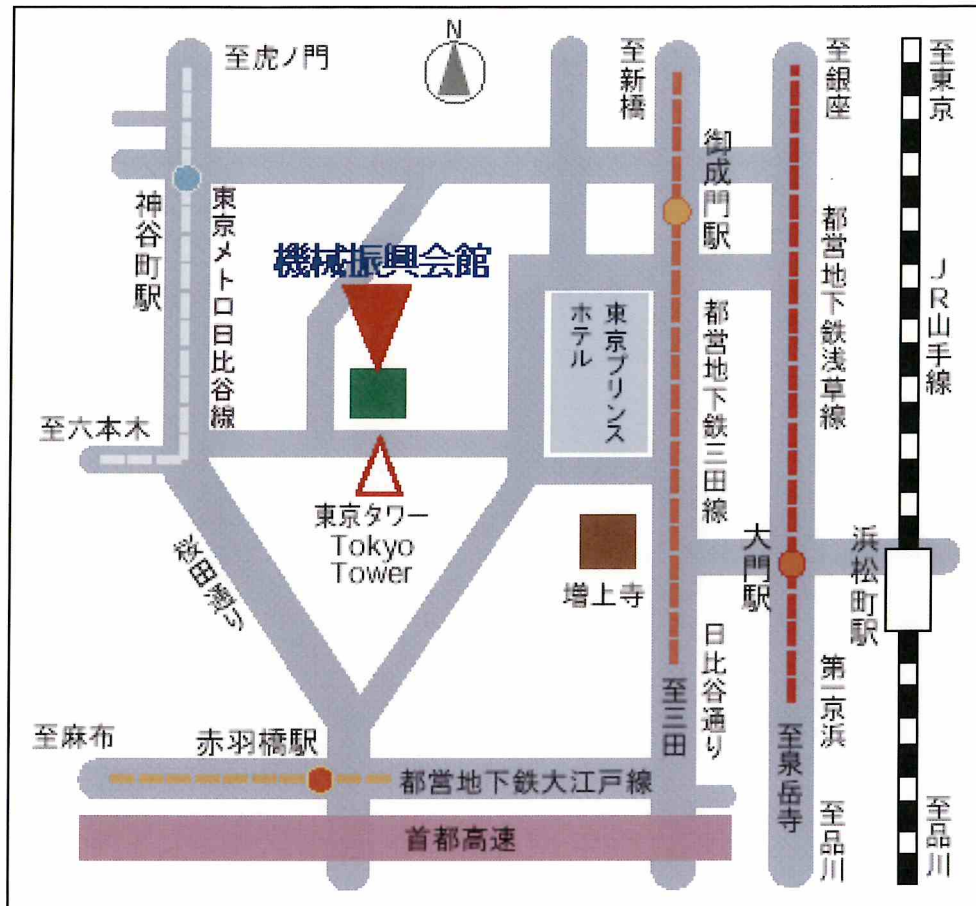 N
至虎ノ門
至新橋
至銀座
至東京
御成門駅
神谷町駅
東京メトロ日比谷線
機械振興会館
都営地下鉄浅草線
JR山手線
東京プリンス
ホテル
都営地下鉄三田線
至六本木
東京タワー
Tokyo
Tower
桜田通り
増上寺
大門駅
浜松町駅
日比谷通り
第一京浜
至三田
至泉岳寺
至麻布
赤羽橋駅
都営地下鉄大江戸線
首都高速
至品川
至品川